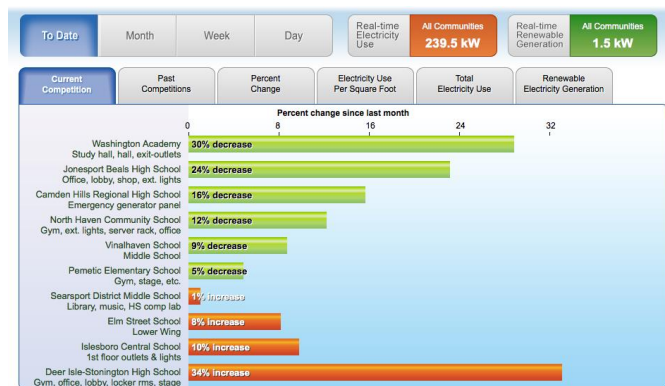 To Date
Month
Week
Day
Real-time
Electricity
Use
All Communities
239.5 kW
Real-time
Renewable
Generation
All Communities
1.5 kW
Current
Competition
Past
Competitions
Percent
Change
Electricity Use
Per Square Foot
Total
Electricity Use
Renewable
Electricity Generation
Percent change since last month
0 8 16 24 32
Washington Academy
Study hall, hall, exit-outlets
30% decrease
Jonesport Beals High School
Office, lobby, shop, ext. lights
24% decrease
Camden Hills Regional High School
Emergency generator panel
16% decrease
North Haven Community School
Gym, ext. lights, server rack, office
12% decrease
Vinalhaven School
Middle School
9% decrease
Pemetic Elementary School
Gym, stage, etc.
5% decrease
Searsport District Middle School
Library, music, HS comp lab
1% increase
Elm Street School
Lower Wing
8% increase
Islesboro Central School
1st floor outlets & lights
10% increase
Deer Isle-Stonington High School
Gym, office, lobby, locker rms, stage
34% increase